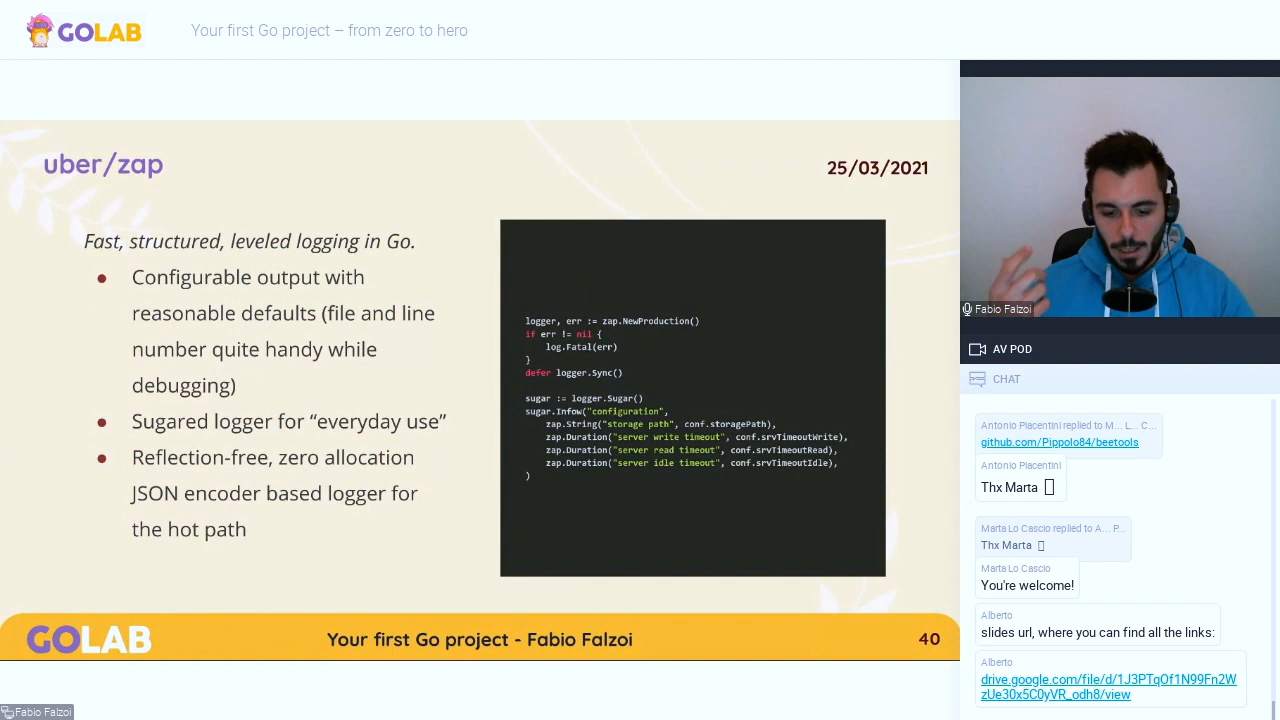 GOLAB
Your first Go project – from zero to hero
uber/zap
25/03/2021
Fast, structured, leveled logging in Go.
● Configurable output with
reasonable defaults (file and line
number quite handy while
debugging)
● Sugared logger for “everyday use”
● Reflection-free, zero allocation
JSON encoder based logger for
the hot path
logger, err := zap.NewProduction()
if err != nil {
log.Fatal(err)
}
defer logger.Sync()
sugar := logger.Sugar()
sugar.Infow("configuration",
zap.String("storage path", conf.storagePath),
zap.Duration("server write timeout", conf.srvTimeoutWrite),
zap.Duration("server read timeout", conf.srvTimeoutRead),
zap.Duration("server idle timeout", conf.srvTimeoutIdle),
)
GOLAB
Your first Go project - Fabio Falzoi
40
Fabio Falzoi
Fabio Falzoi
AV POD
CHAT
Antonio Piacentini replied to M... L... C...
github.com/Pippolo84/beetools
Antonio Piacentini
Thx Marta
Marta Lo Cascio replied to A... P...
Thx Marta
Marta Lo Cascio
You're welcome!
Alberto
slides url, where you can find all the links:
Alberto
drive.google.com/file/d/1J3PTqOf1N99Fn2W
zUe30x5C0yVR_odh8/view